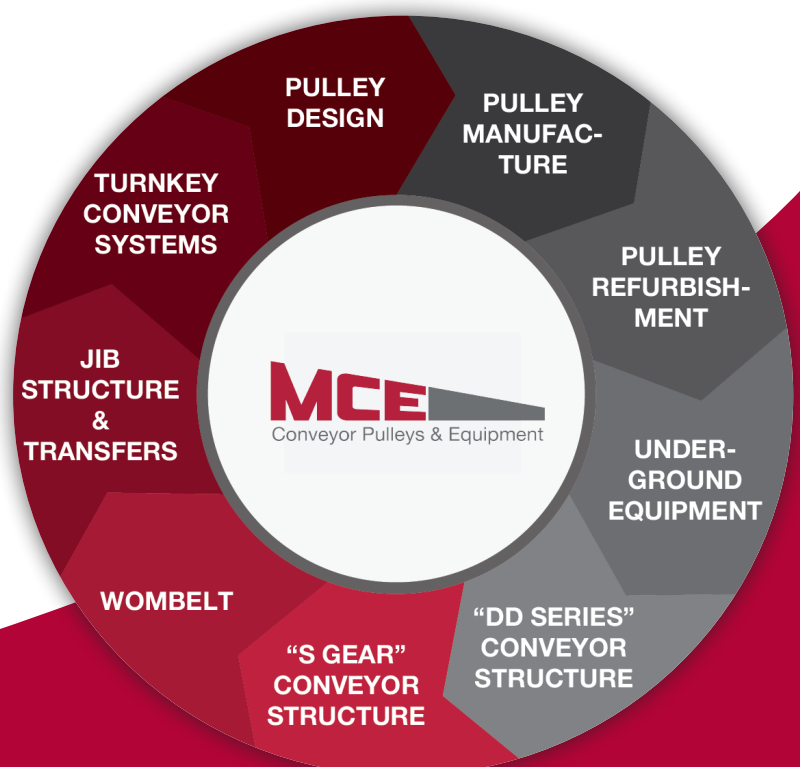 PULLEY
DESIGN
PULLEY
MANUFAC-
TURE
PULLEY
REFURBISH-
MENT
UNDER-
GROUND
EQUIPMENT
“DD SERIES”
CONVEYOR
STRUCTURE
“S GEAR”
CONVEYOR
STRUCTURE
WOMBELT
JIB
STRUCTURE
&
TRANSFERS
TURNKEY
CONVEYOR
SYSTEMS
MCE
Conveyor Pulleys & Equipment